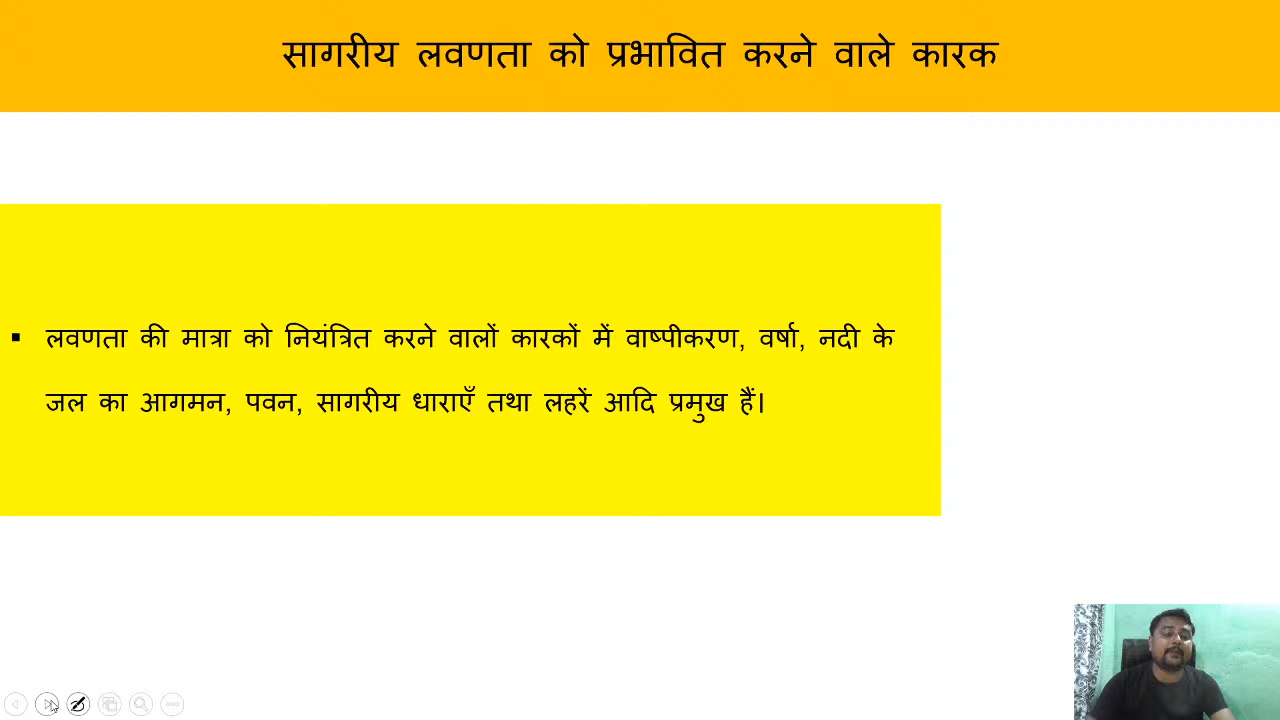 सागरीय लवणता को प्रभावित करने वाले कारक
▪ लवणता की मात्रा को नियंत्रित करने वालों कारकों में वाष्पीकरण, वर्षा, नदी के
जल का आगमन, पवन, सागरीय धाराएँ तथा लहरें आदि प्रमुख हैं।